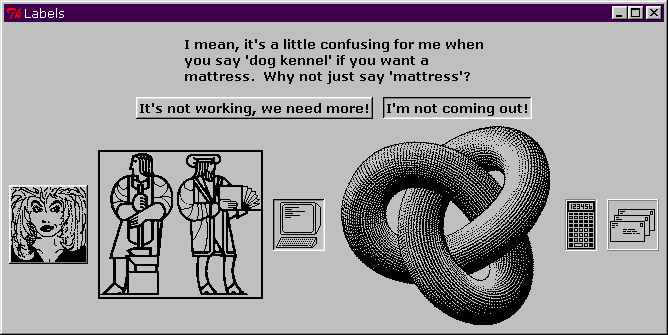 Labels
I mean, it's a little confusing for me when
you say 'dog kennel' if you want a
mattress.  Why not just say 'mattress'?
It's not working, we need more!
I'm not coming out!
123456